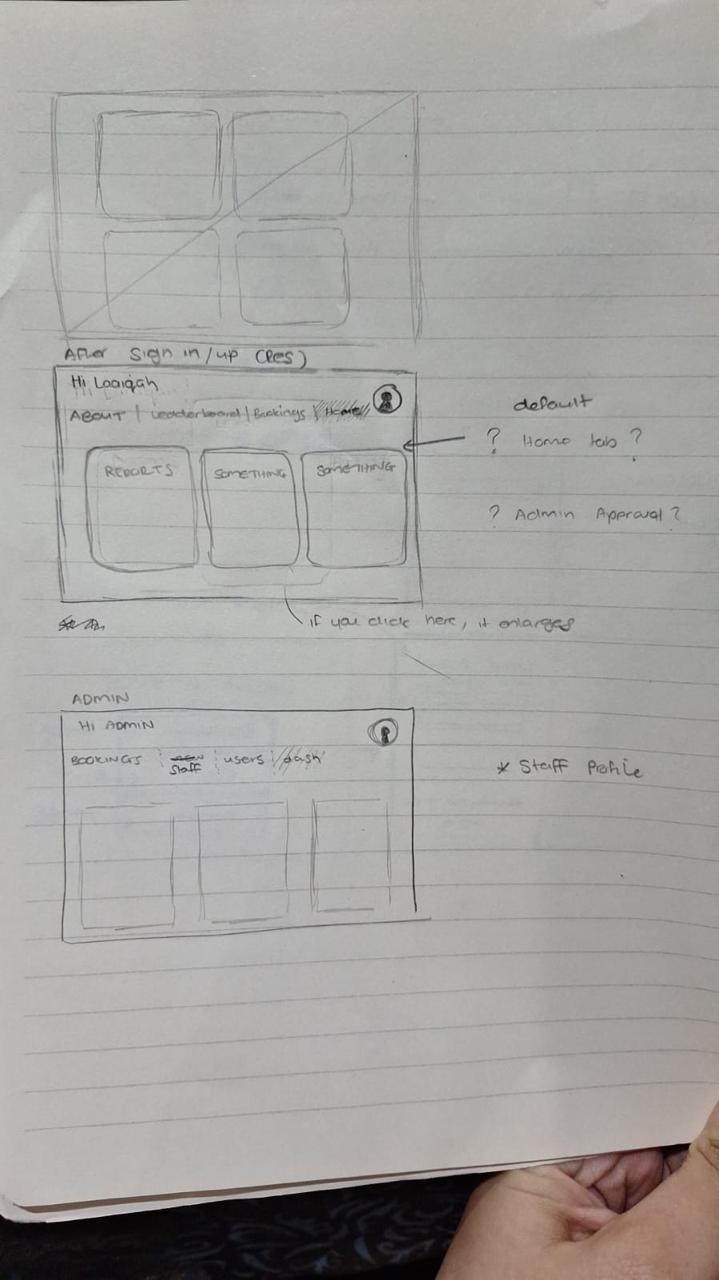 After Sign in/up (Res)
Hi Laaiqah
ABOUT | Leaderboard | Bookings | Home
REPORTS SOMETHING SOMETHING
default
? Home tab ?
? Admin Approval ?
if you click here, it enlarges
ADMIN
Hi ADMIN
BOOKINGS | Staff | users | dash
* Staff Profile